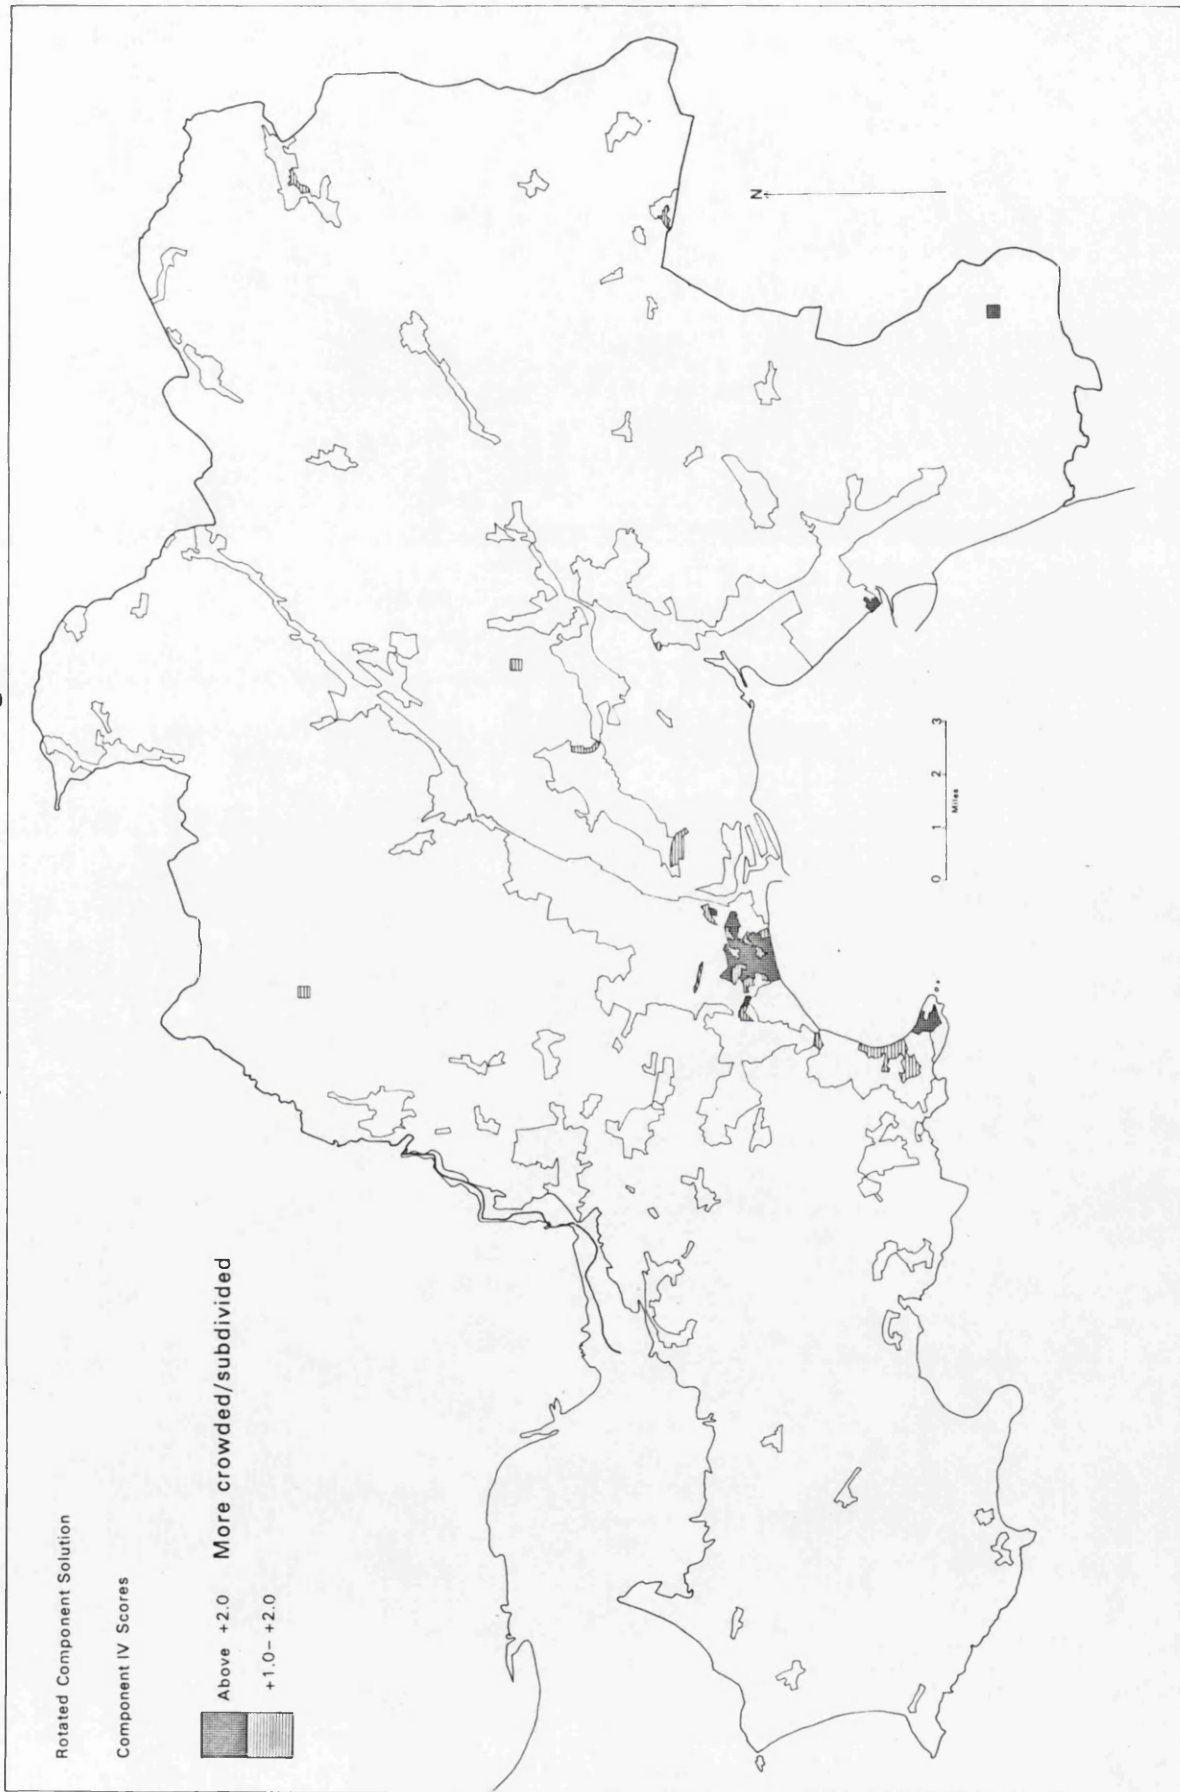 Rotated Component Solution
Component IV Scores
Above +2.0 More crowded/subdivided
+1.0– +2.0
N
0 1 2 3
Miles